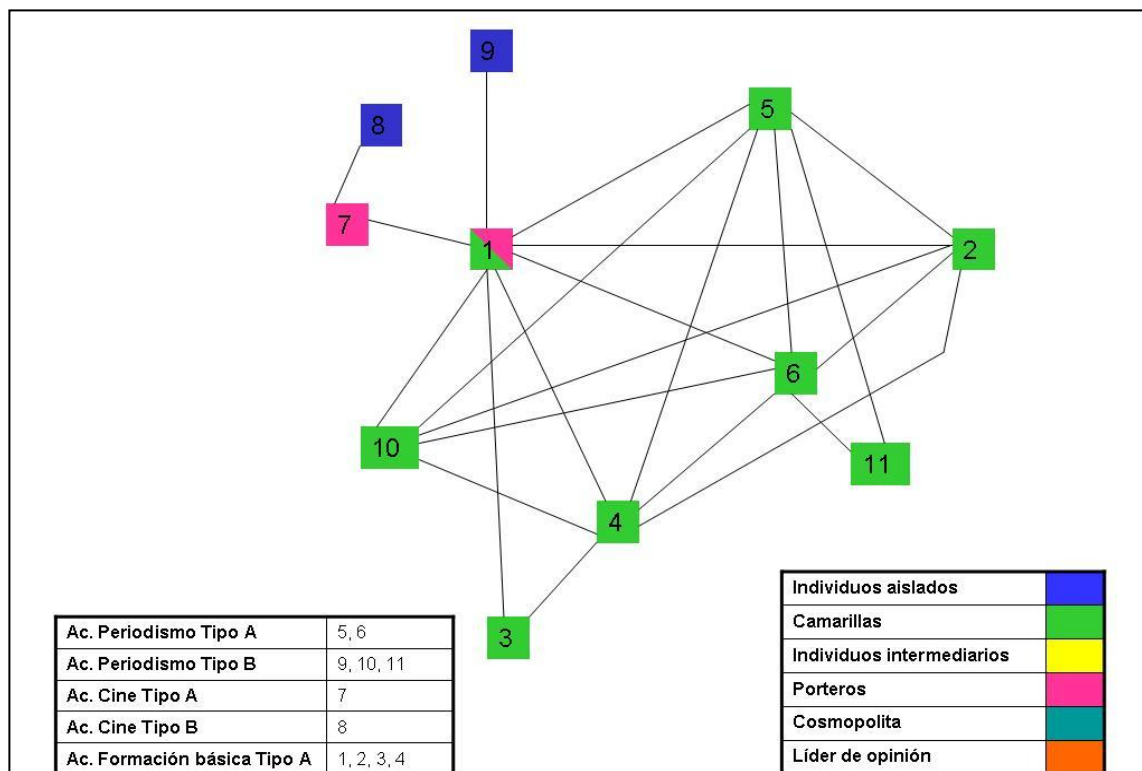 9
5
8
7
1
2
6
10
11
4
3
Ac. Periodismo Tipo A 5, 6
Ac. Periodismo Tipo B 9, 10, 11
Ac. Cine Tipo A 7
Ac. Cine Tipo B 8
Ac. Formación básica Tipo A 1, 2, 3, 4
Individuos aislados
Camarillas
Individuos intermediarios
Porteros
Cosmopolita
Líder de opinión